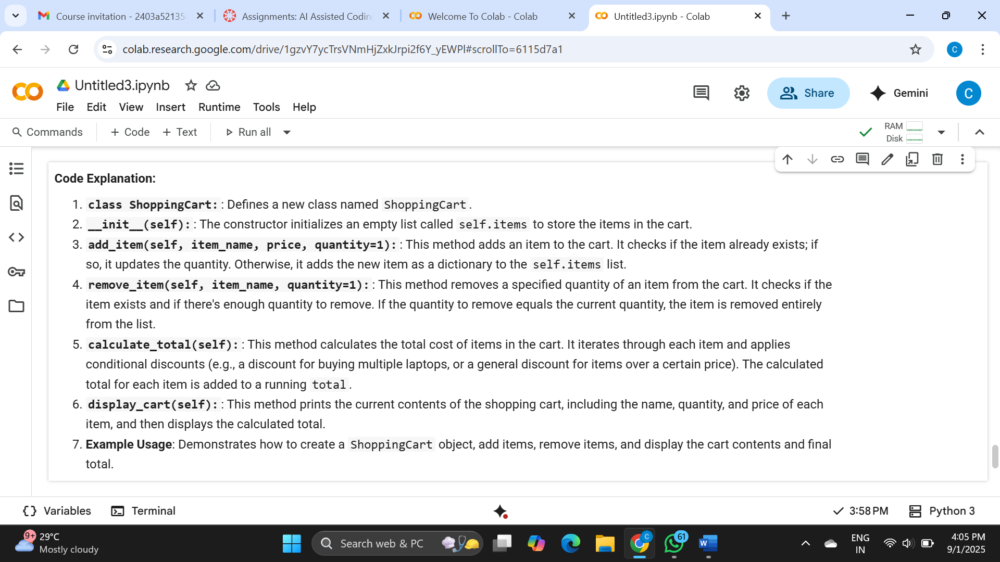 Course invitation - 2403a52135
Assignments: AI Assisted Codin
Welcome To Colab - Colab
Untitled3.ipynb - Colab
colab.research.google.com/drive/1gzvY7ycTrsVNmHjZxkJrpi2f6Y_yEWPl#scrollTo=6115d7a1
C
Untitled3.ipynb
Share
Gemini
C
File Edit View Insert Runtime Tools Help
Commands
+ Code + Text
Run all
RAM
Disk
Code Explanation:
1. class ShoppingCart: : Defines a new class named ShoppingCart .
2. __init__(self): : The constructor initializes an empty list called self.items to store the items in the cart.
3. add_item(self, item_name, price, quantity=1): : This method adds an item to the cart. It checks if the item already exists; if
so, it updates the quantity. Otherwise, it adds the new item as a dictionary to the self.items list.
4. remove_item(self, item_name, quantity=1): : This method removes a specified quantity of an item from the cart. It checks if the
item exists and if there's enough quantity to remove. If the quantity to remove equals the current quantity, the item is removed entirely
from the list.
5. calculate_total(self): : This method calculates the total cost of items in the cart. It iterates through each item and applies
conditional discounts (e.g., a discount for buying multiple laptops, or a general discount for items over a certain price). The calculated
total for each item is added to a running total .
6. display_cart(self): : This method prints the current contents of the shopping cart, including the name, quantity, and price of each
item, and then displays the calculated total.
7. Example Usage: Demonstrates how to create a ShoppingCart object, add items, remove items, and display the cart contents and final
total.
Variables
Terminal
3:58 PM
Python 3
9+
29°C
Mostly cloudy
Search web & PC
C
61
W
ENG
IN
4:05 PM
9/1/2025